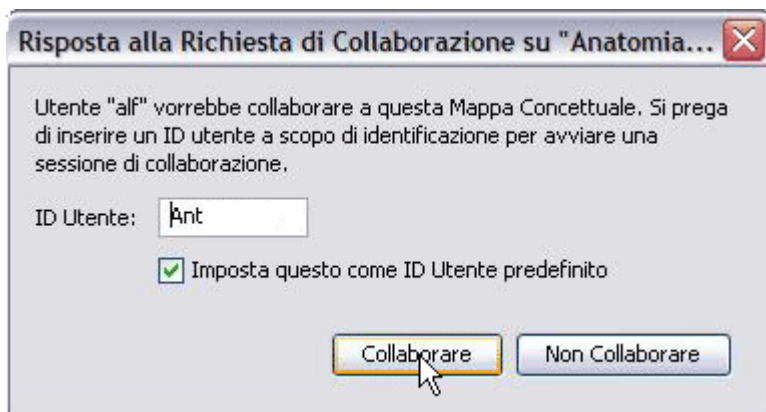 Risposta alla Richiesta di Collaborazione su "Anatomia...
Utente "alf" vorrebbe collaborare a questa Mappa Concettuale. Si prega
di inserire un ID utente a scopo di identificazione per avviare una
sessione di collaborazione.
ID Utente: Ant
Imposta questo come ID Utente predefinito
Collaborare Non Collaborare